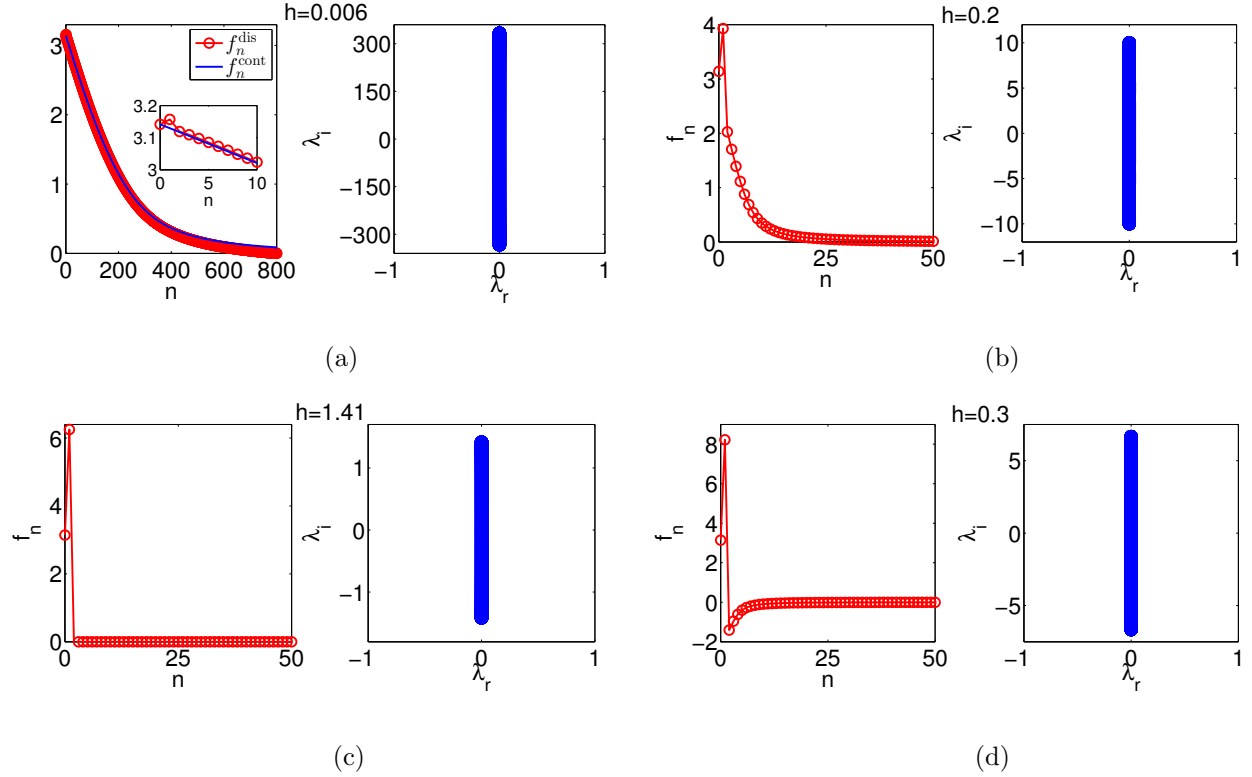 h=0.006
3
2
1
0
0 200 400 600 800
n
f_n^dis
f_n^cont
3.2
3.1
3
0 5 10
n
360
150
0
−150
−360
λ_i
−1 0 1
λ_r
(a)
h=0.2
4
3
2
1
0
f_n
0 25 50
n
10
5
0
−5
−10
λ_i
−1 0 1
λ_r
(b)
h=1.41
6
4
2
0
f_n
0 25 50
n
1
0
−1
λ_i
−1 0 1
λ_r
(c)
h=0.3
8
6
4
2
0
−2
f_n
0 25 50
n
5
0
−5
λ_i
−1 0 1
λ_r
(d)